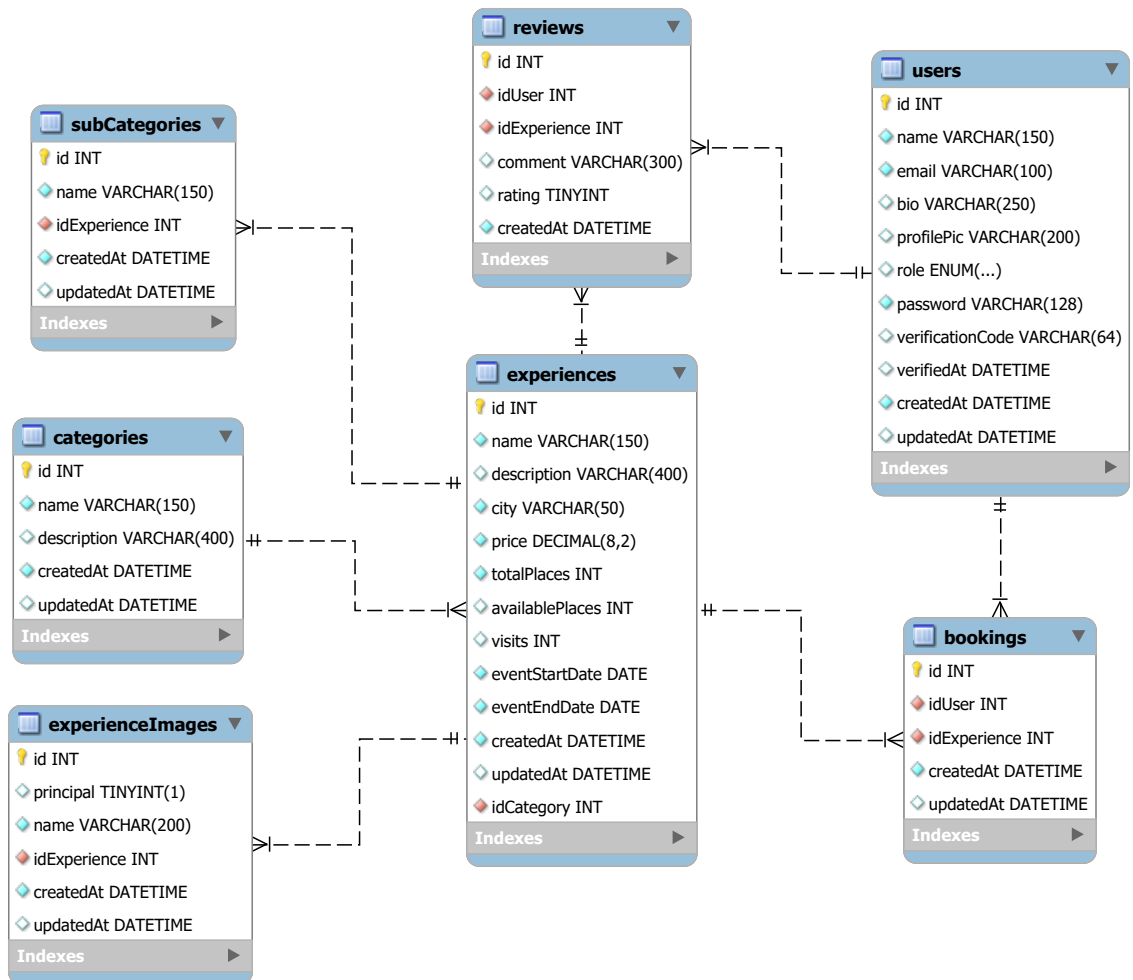 reviews
id INT
idUser INT
idExperience INT
comment VARCHAR(300)
rating TINYINT
createdAt DATETIME
Indexes
users
id INT
name VARCHAR(150)
email VARCHAR(100)
bio VARCHAR(250)
profilePic VARCHAR(200)
role ENUM(...)
password VARCHAR(128)
verificationCode VARCHAR(64)
verifiedAt DATETIME
createdAt DATETIME
updatedAt DATETIME
Indexes
subCategories
id INT
name VARCHAR(150)
idExperience INT
createdAt DATETIME
updatedAt DATETIME
Indexes
experiences
id INT
name VARCHAR(150)
description VARCHAR(400)
city VARCHAR(50)
price DECIMAL(8,2)
totalPlaces INT
availablePlaces INT
visits INT
eventStartDate DATE
eventEndDate DATE
createdAt DATETIME
updatedAt DATETIME
idCategory INT
Indexes
categories
id INT
name VARCHAR(150)
description VARCHAR(400)
createdAt DATETIME
updatedAt DATETIME
Indexes
bookings
id INT
idUser INT
idExperience INT
createdAt DATETIME
updatedAt DATETIME
Indexes
experienceImages
id INT
principal TINYINT(1)
name VARCHAR(200)
idExperience INT
createdAt DATETIME
updatedAt DATETIME
Indexes